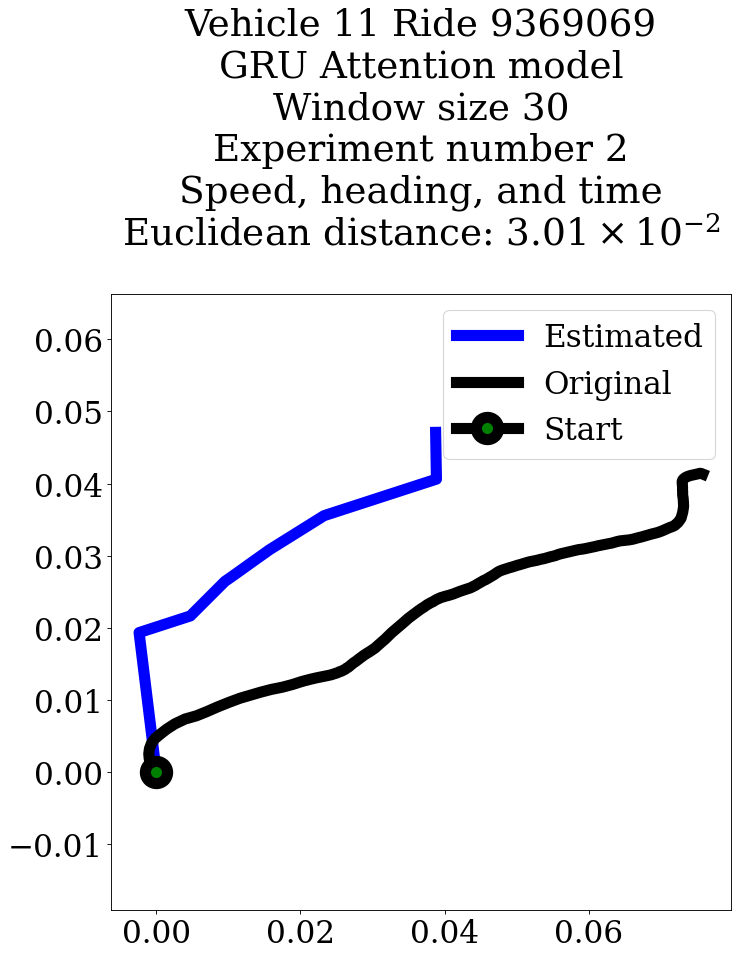 Vehicle 11 Ride 9369069
GRU Attention model
Window size 30
Experiment number 2
Speed, heading, and time
Euclidean distance: 3.01 × 10⁻²
Estimated
Original
Start
0.06
0.05
0.04
0.03
0.02
0.01
0.00
−0.01
0.00 0.02 0.04 0.06